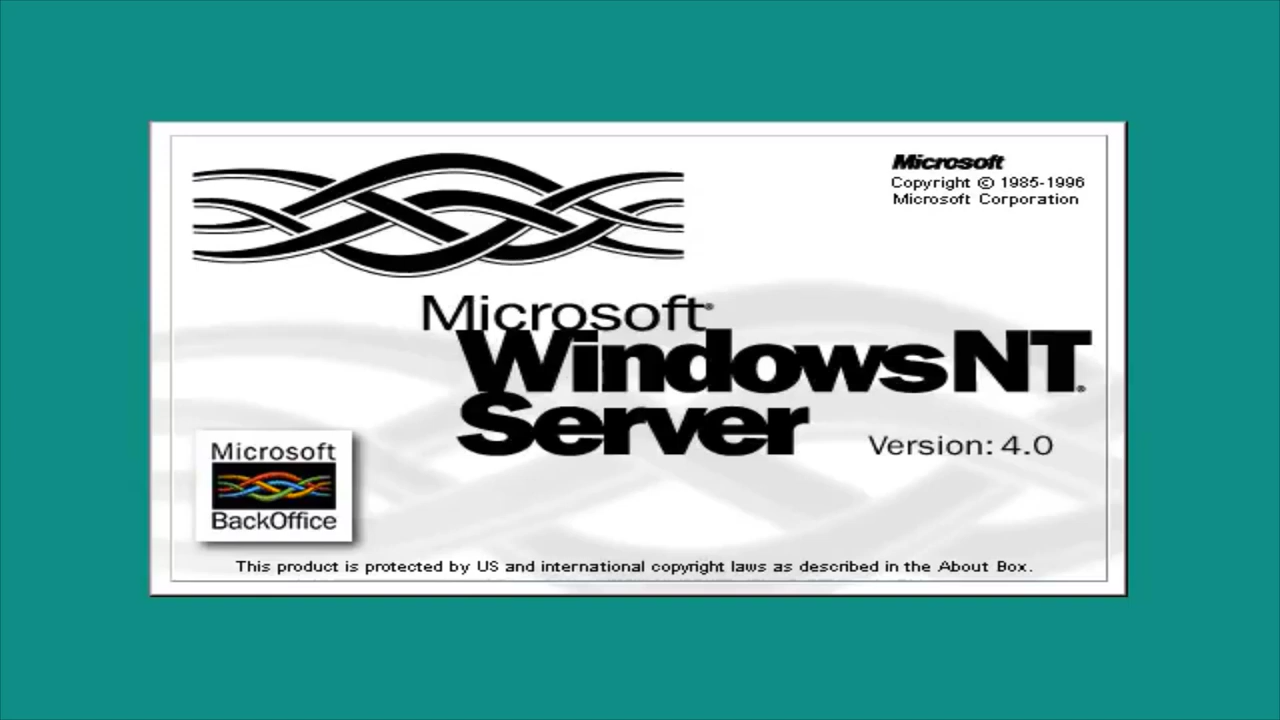 Microsoft
Copyright © 1985-1996
Microsoft Corporation
Microsoft®
Windows NT®
Server
Version: 4.0
Microsoft
BackOffice
This product is protected by US and international copyright laws as described in the About Box.